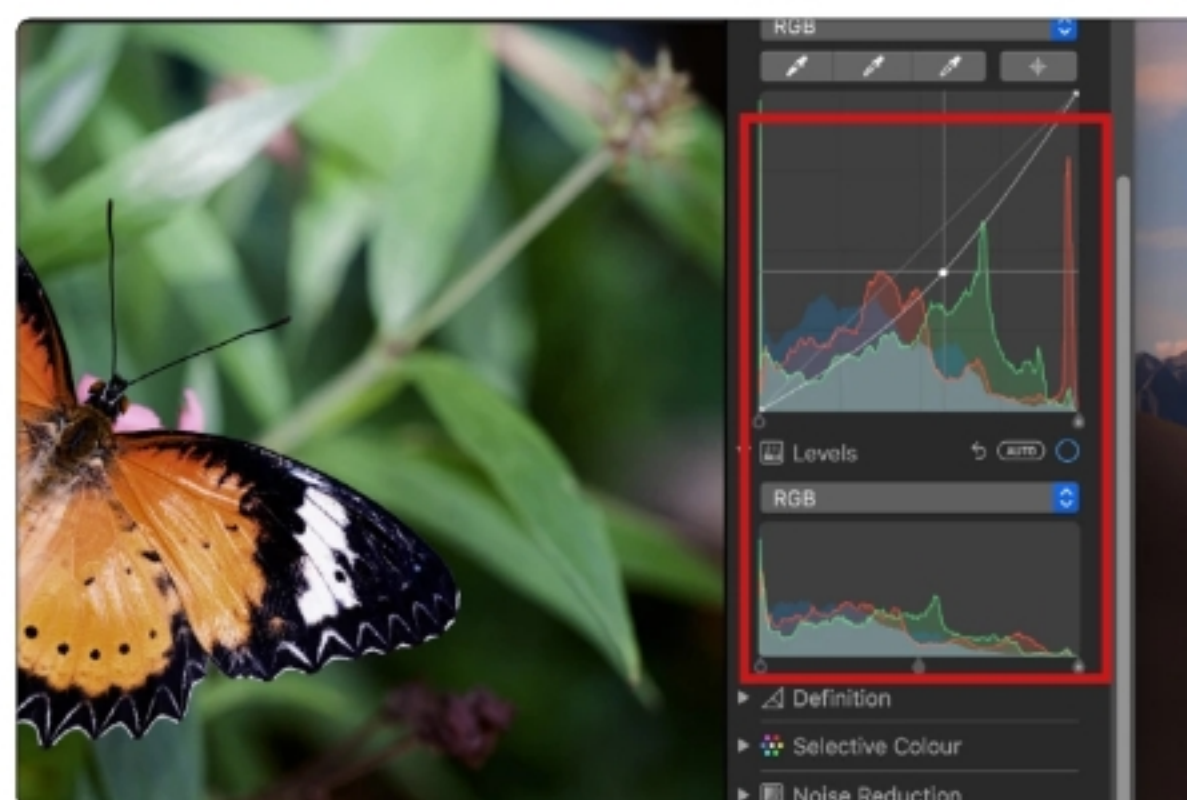 RGB
Levels
AUTO
RGB
Definition
Selective Colour
Noise Reduction